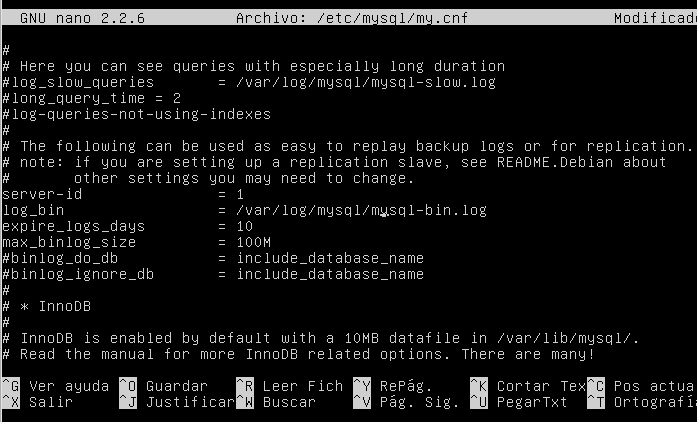 GNU nano 2.2.6 Archivo: /etc/mysql/my.cnf Modificado
#
# Here you can see queries with especially long duration
#log_slow_queries = /var/log/mysql/mysql-slow.log
#long_query_time = 2
#log-queries-not-using-indexes
#
# The following can be used as easy to replay backup logs or for replication.
# note: if you are setting up a replication slave, see README.Debian about
# other settings you may need to change.
server-id = 1
log_bin = /var/log/mysql/mysql-bin.log
expire_logs_days = 10
max_binlog_size = 100M
#binlog_do_db = include_database_name
#binlog_ignore_db = include_database_name
#
# * InnoDB
#
# InnoDB is enabled by default with a 10MB datafile in /var/lib/mysql/.
# Read the manual for more InnoDB related options. There are many!
^G Ver ayuda ^O Guardar ^R Leer Fich ^Y RePág. ^K Cortar Tex ^C Pos actua
^X Salir ^J Justificar ^W Buscar ^V Pág. Sig. ^U PegarTxt ^T Ortografía